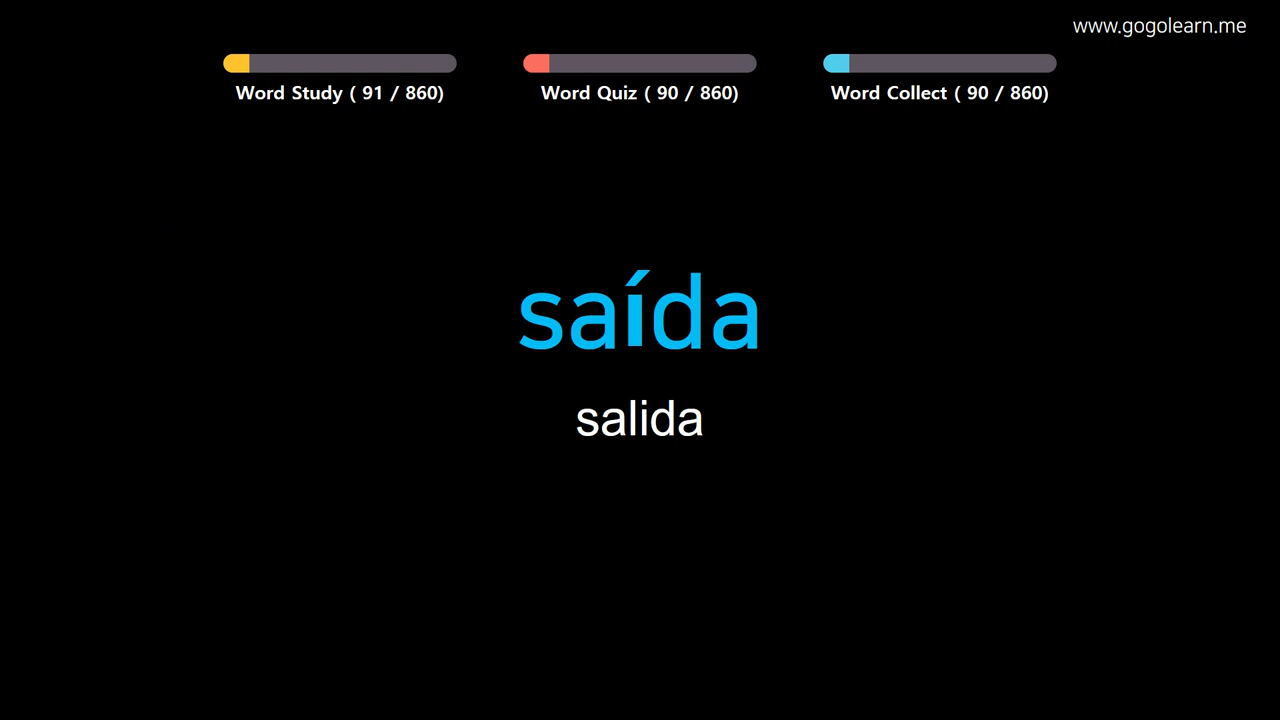 www.gogolearn.me
Word Study ( 91 / 860)
Word Quiz ( 90 / 860)
Word Collect ( 90 / 860)
saída
salida